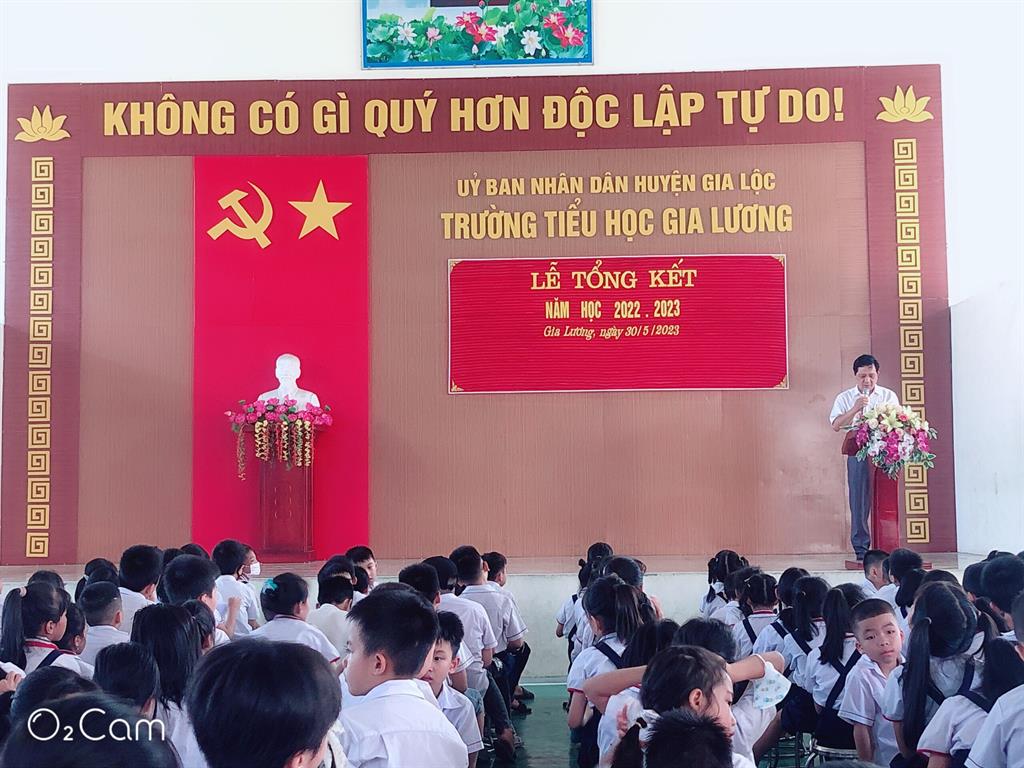 KHÔNG CÓ GÌ QUÝ HƠN ĐỘC LẬP TỰ DO!
UỶ BAN NHÂN DÂN HUYỆN GIA LỘC
TRƯỜNG TIỂU HỌC GIA LƯƠNG
LỄ TỔNG KẾT
NĂM HỌC 2022 . 2023
Gia Lương, ngày 30/5/2023
O₂Cam